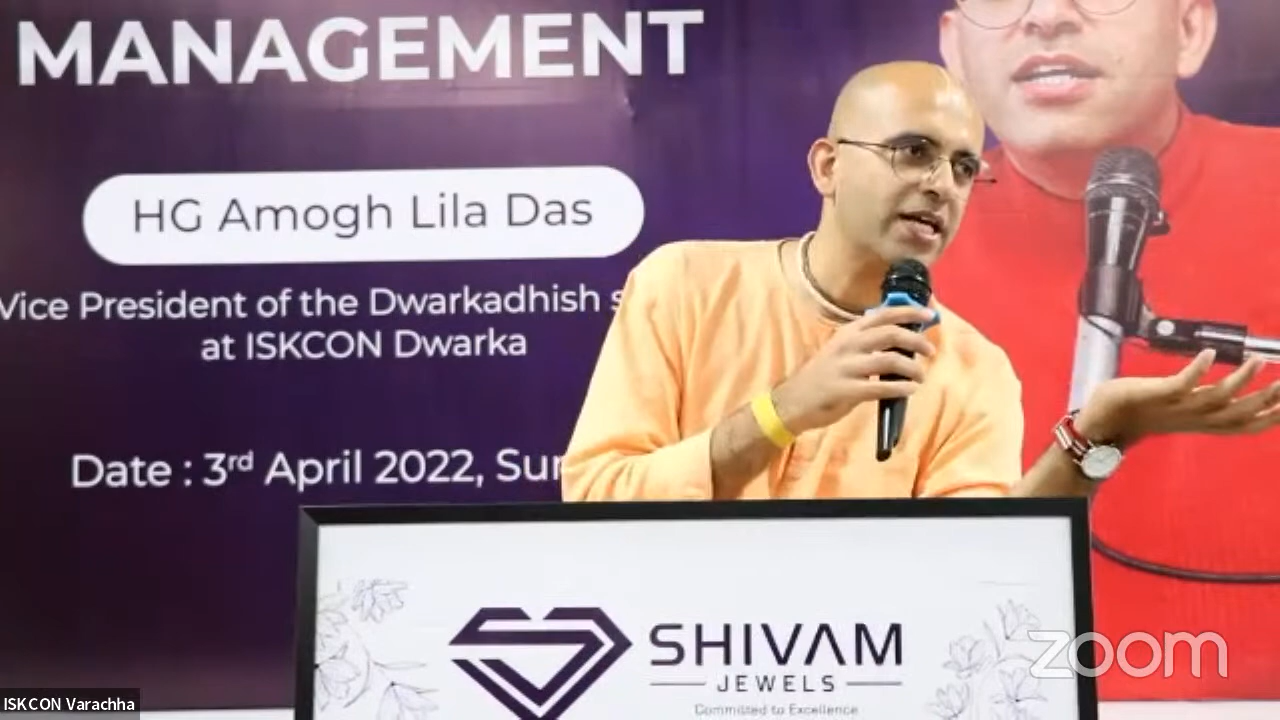 MANAGEMENT
HG Amogh Lila Das
Vice President of the Dwarkadhish
at ISKCON Dwarka
Date : 3rd April 2022,
SHIVAM
JEWELS
Committed to Excellence
zoom
ISKCON Varachha